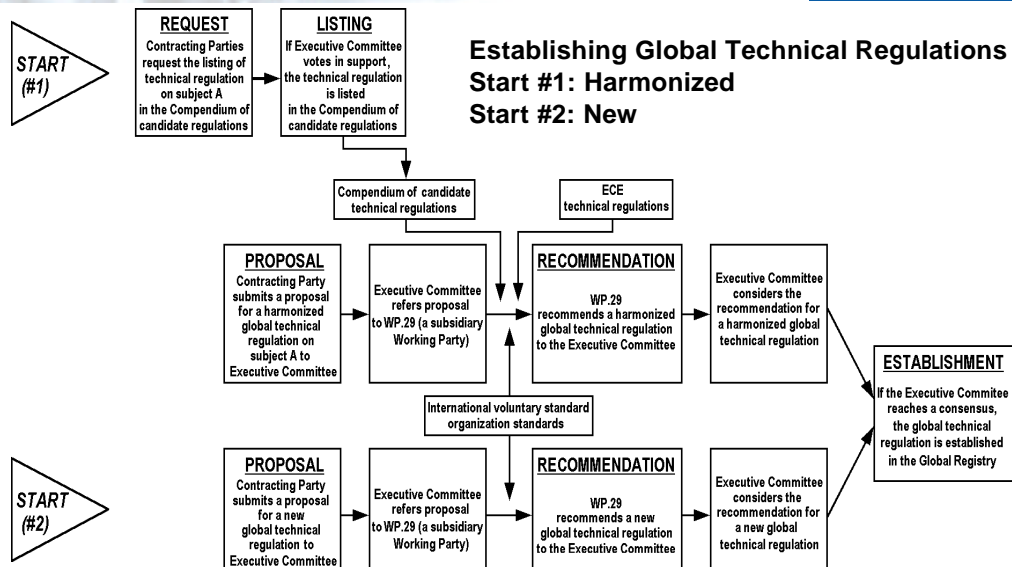 START
(#1)
REQUEST
Contracting Parties
request the listing of
technical regulation
on subject A
in the Compendium of
candidate regulations
LISTING
If Executive Committee
votes in support,
the technical regulation
is listed
in the Compendium of
candidate regulations
Establishing Global Technical Regulations
Start #1: Harmonized
Start #2: New
Compendium of candidate
technical regulations
ECE
technical regulations
PROPOSAL
Contracting Party
submits a proposal
for a harmonized
global technical
regulation on
subject A to
Executive Committee
Executive Committee
refers proposal
to WP.29 (a subsidiary
Working Party)
RECOMMENDATION
WP.29
recommends a harmonized
global technical regulation
to the Executive Committee
Executive Committee
considers the
recommendation for
a harmonized global
technical regulation
ESTABLISHMENT
If the Executive Commitee
reaches a consensus,
the global technical
regulation is established
in the Global Registry
International voluntary standard
organization standards
START
(#2)
PROPOSAL
Contracting Party
submits a proposal
for a new
global technical
regulation to
Executive Committee
Executive Committee
refers proposal
to WP.29 (a subsidiary
Working Party)
RECOMMENDATION
WP.29
recommends a new
global technical regulation
to the Executive Committee
Executive Committee
considers the
recommendation for
a new global
technical regulation